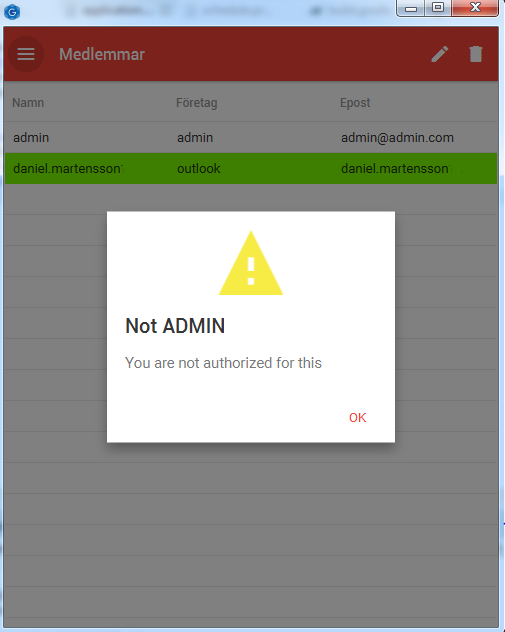 Medlemmar
Namn Företag Epost
admin admin admin@admin.com
daniel.martensson outlook daniel.martensson
Not ADMIN
You are not authorized for this
OK